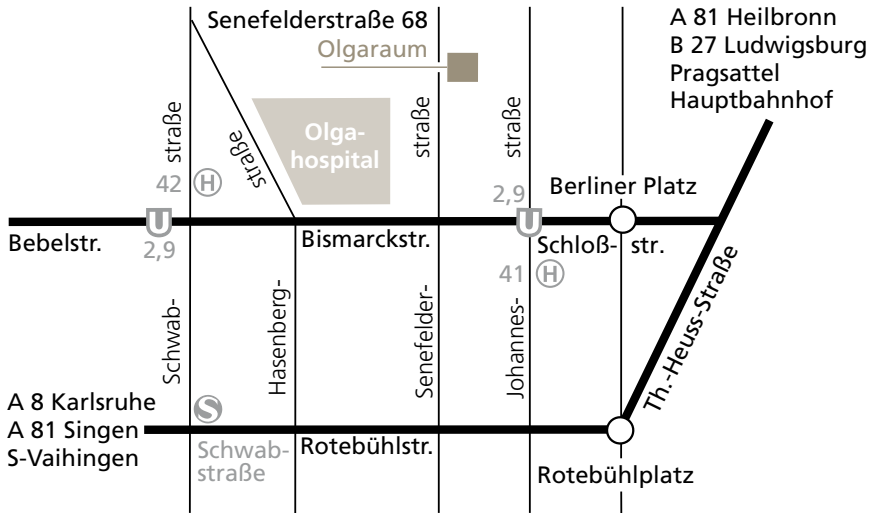 Senefelderstraße 68
Olgaraum
A 81 Heilbronn
B 27 Ludwigsburg
Pragsattel
Hauptbahnhof
straße
straße
straße
straße
Olga-
hospital
42 H
2,9
Berliner Platz
U
U
Bebelstr.
2,9
Bismarckstr.
Schloß- str.
41 H
Schwab-
Hasenberg-
Senefelder-
Johannes-
Th.-Heuss-Straße
A 8 Karlsruhe
A 81 Singen
S-Vaihingen
S
Schwab-
straße
Rotebühlstr.
Rotebühlplatz